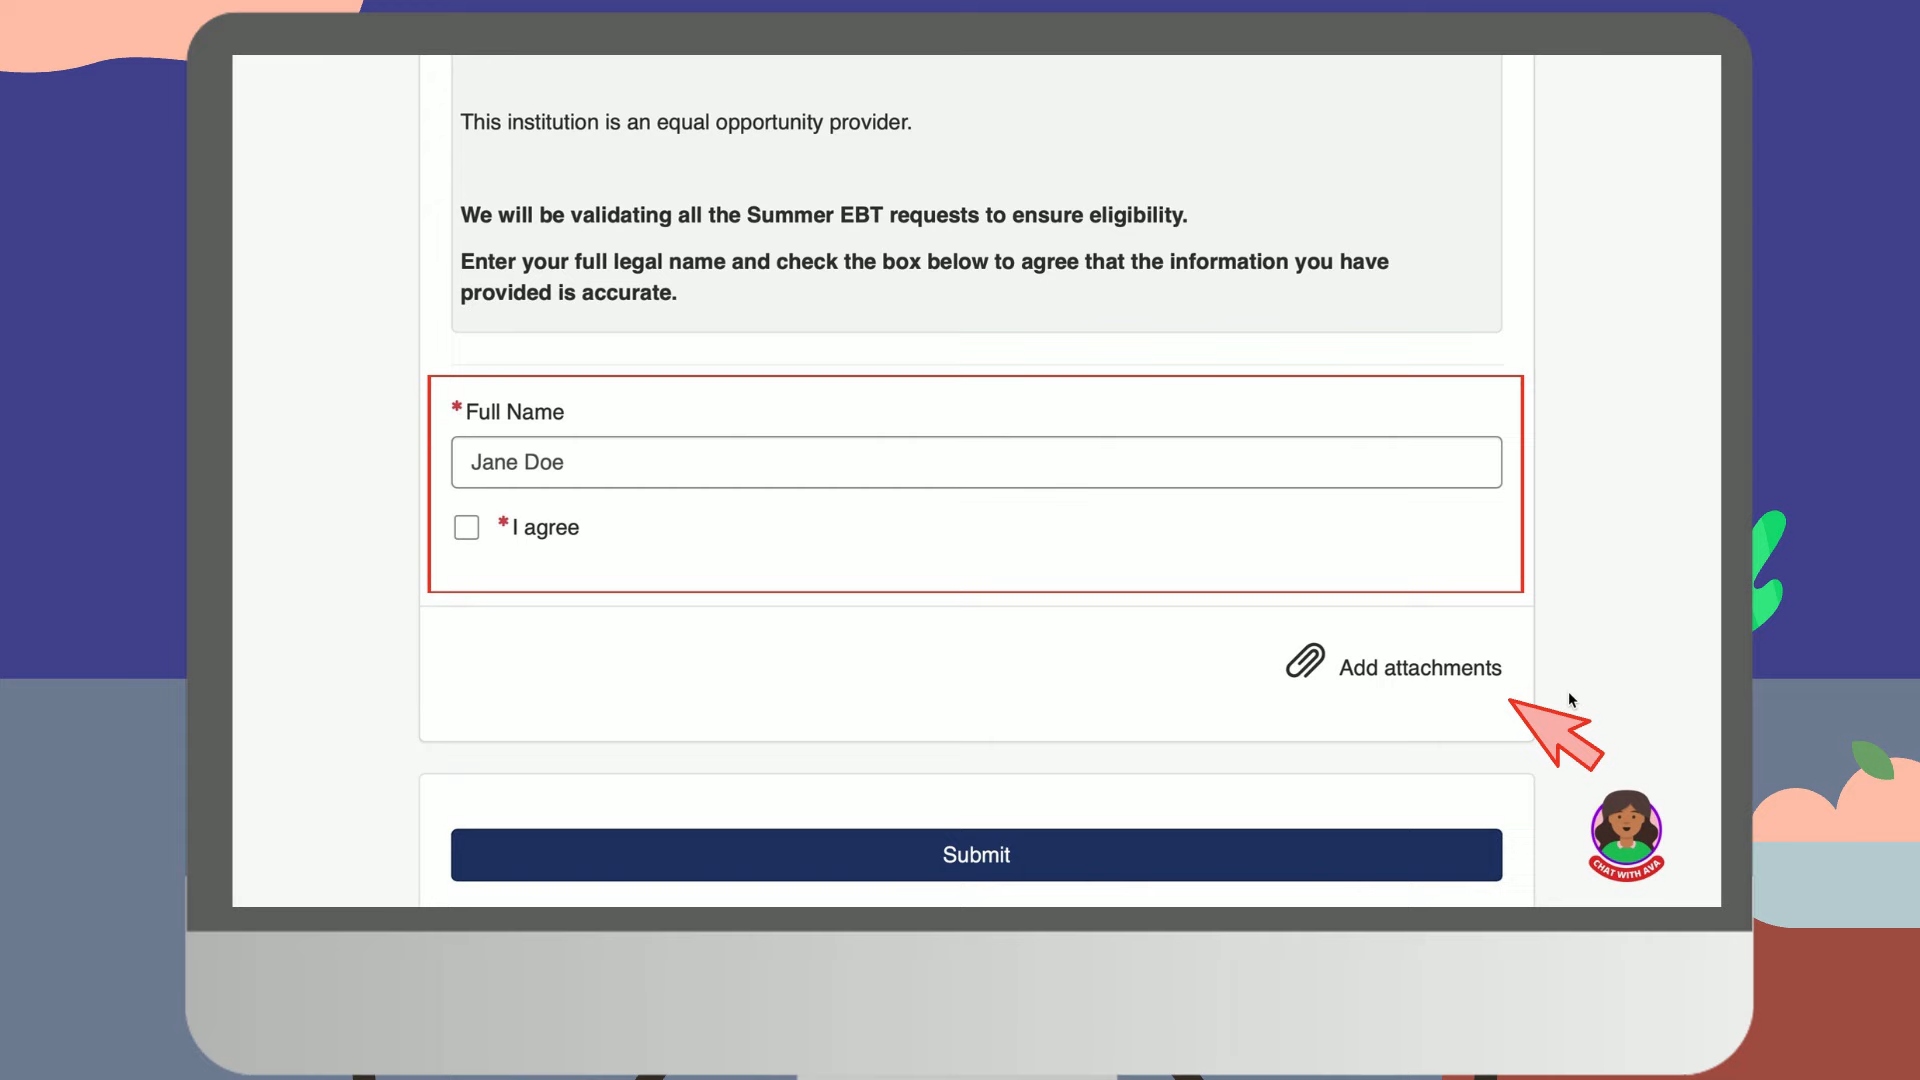 This institution is an equal opportunity provider.
We will be validating all the Summer EBT requests to ensure eligibility.
Enter your full legal name and check the box below to agree that the information you have
provided is accurate.
*Full Name
Jane Doe
*I agree
Add attachments
Submit
CHAT WITH AVA